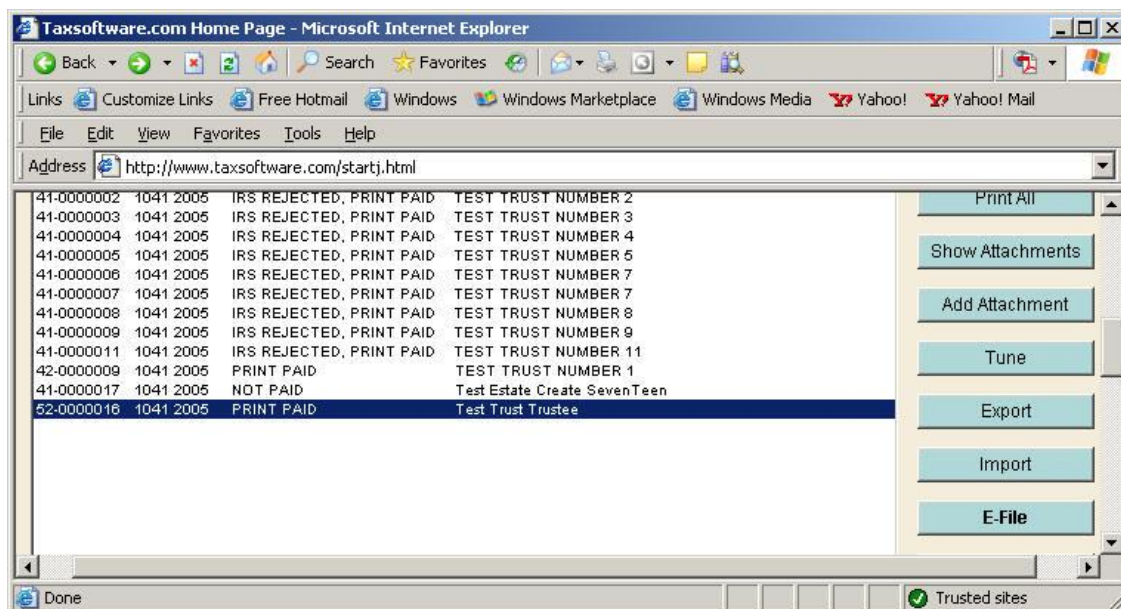 Taxsoftware.com Home Page - Microsoft Internet Explorer
Back Search Favorites
Links Customize Links Free Hotmail Windows Windows Marketplace Windows Media Yahoo! Yahoo! Mail
File Edit View Favorites Tools Help
Address http://www.taxsoftware.com/startj.html
41-0000002 1041 2005 IRS REJECTED, PRINT PAID TEST TRUST NUMBER 2
41-0000003 1041 2005 IRS REJECTED, PRINT PAID TEST TRUST NUMBER 3
41-0000004 1041 2005 IRS REJECTED, PRINT PAID TEST TRUST NUMBER 4
41-0000005 1041 2005 IRS REJECTED, PRINT PAID TEST TRUST NUMBER 5
41-0000006 1041 2005 IRS REJECTED, PRINT PAID TEST TRUST NUMBER 7
41-0000007 1041 2005 IRS REJECTED, PRINT PAID TEST TRUST NUMBER 7
41-0000008 1041 2005 IRS REJECTED, PRINT PAID TEST TRUST NUMBER 8
41-0000009 1041 2005 IRS REJECTED, PRINT PAID TEST TRUST NUMBER 9
41-0000011 1041 2005 IRS REJECTED, PRINT PAID TEST TRUST NUMBER 11
42-0000009 1041 2005 PRINT PAID TEST TRUST NUMBER 1
41-0000017 1041 2005 NOT PAID Test Estate Create SevenTeen
52-0000016 1041 2005 PRINT PAID Test Trust Trustee
Print All
Show Attachments
Add Attachment
Tune
Export
Import
E-File
Done Trusted sites